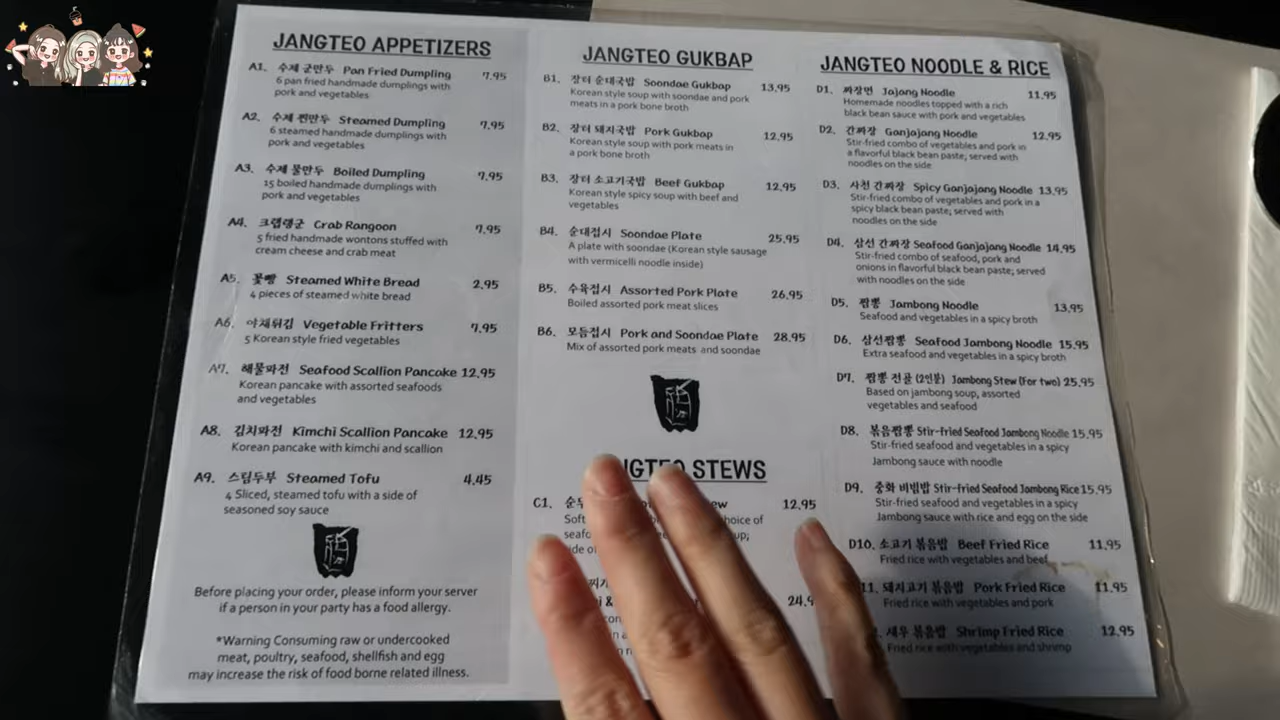 JANGTEO APPETIZERS
A1. 수제 군만두 Pan Fried Dumpling 7.95
6 pan fried handmade dumplings with
pork and vegetables
A2. 수제 찐만두 Steamed Dumpling 7.95
6 steamed handmade dumplings with
pork and vegetables
A3. 수제 물만두 Boiled Dumpling 7.95
15 boiled handmade dumplings with
pork and vegetables
A4. 크랩랭군 Crab Rangoon 7.95
5 fried handmade wontons stuffed with
cream cheese and crab meat
A5. 꽃빵 Steamed White Bread 2.95
4 pieces of steamed white bread
A6. 야채튀김 Vegetable Fritters 7.95
5 Korean style fried vegetables
A7. 해물파전 Seafood Scallion Pancake 12.95
Korean pancake with assorted seafoods
and vegetables
A8. 김치파전 Kimchi Scallion Pancake 12.95
Korean pancake with kimchi and scallion
A9. 스팀두부 Steamed Tofu 4.45
4 Sliced, steamed tofu with a side of
seasoned soy sauce
Before placing your order, please inform your server
if a person in your party has a food allergy.
*Warning Consuming raw or undercooked
meat, poultry, seafood, shellfish and egg
may increase the risk of food borne related illness.
JANGTEO GUKBAP
B1. 장터 순대국밥 Soondae Gukbap 13.95
Korean style soup with soondae and pork
meats in a pork bone broth
B2. 장터 돼지국밥 Pork Gukbap 12.95
Korean style soup with pork meats in
a pork bone broth
B3. 장터 소고기국밥 Beef Gukbap 12.95
Korean style spicy soup with beef and
vegetables
B4. 순대접시 Soondae Plate 25.95
A plate with soondae (Korean style sausage
with vermicelli noodle inside)
B5. 수육접시 Assorted Pork Plate 26.95
Boiled assorted pork meat slices
B6. 모듬접시 Pork and Soondae Plate 28.95
Mix of assorted pork meats and soondae
STEWS
C1. 12.95
choice of
24.9
JANGTEO NOODLE & RICE
D1. 짜장면 Jajang Noodle 11.95
Homemade noodles topped with a rich
black bean sauce with pork and vegetables
D2. 간짜장 Ganjajang Noodle 12.95
Stir-fried combo of vegetables and pork in
a flavorful black bean paste; served with
noodles on the side
D3. 사천 간짜장 Spicy Ganjajang Noodle 13.95
Stir-fried combo of vegetables and pork in a
spicy black bean paste; served with
noodles on the side
D4. 삼선 간짜장 Seafood Ganjajang Noodle 14.95
Stir-fried combo of seafood, pork and
onions in flavorful black bean paste; served
with noodles on the side
D5. 짬뽕 Jambong Noodle 13.95
Seafood and vegetables in a spicy broth
D6. 삼선짬뽕 Seafood Jambong Noodle 15.95
Extra seafood and vegetables in a spicy broth
D7. 짬뽕 전골 (2인분) Jambong Stew (For two) 25.95
Based on jambong soup, assorted
vegetables and seafood
D8. 볶음짬뽕 Stir-fried Seafood Jambong Noodle 15.95
Stir-fried seafood and vegetables in a spicy
Jambong sauce with noodle
D9. 중화 비빔밥 Stir-fried Seafood Jambong Rice 15.95
Stir-fried seafood and vegetables in a spicy
Jambong sauce with rice and egg on the side
D10. 소고기 볶음밥 Beef Fried Rice 11.95
Fried rice with vegetables and beef
11. 돼지고기 볶음밥 Pork Fried Rice 11.95
Fried rice with vegetables and pork
새우 볶음밥 Shrimp Fried Rice 12.95
Fried rice with vegetables and shrimp